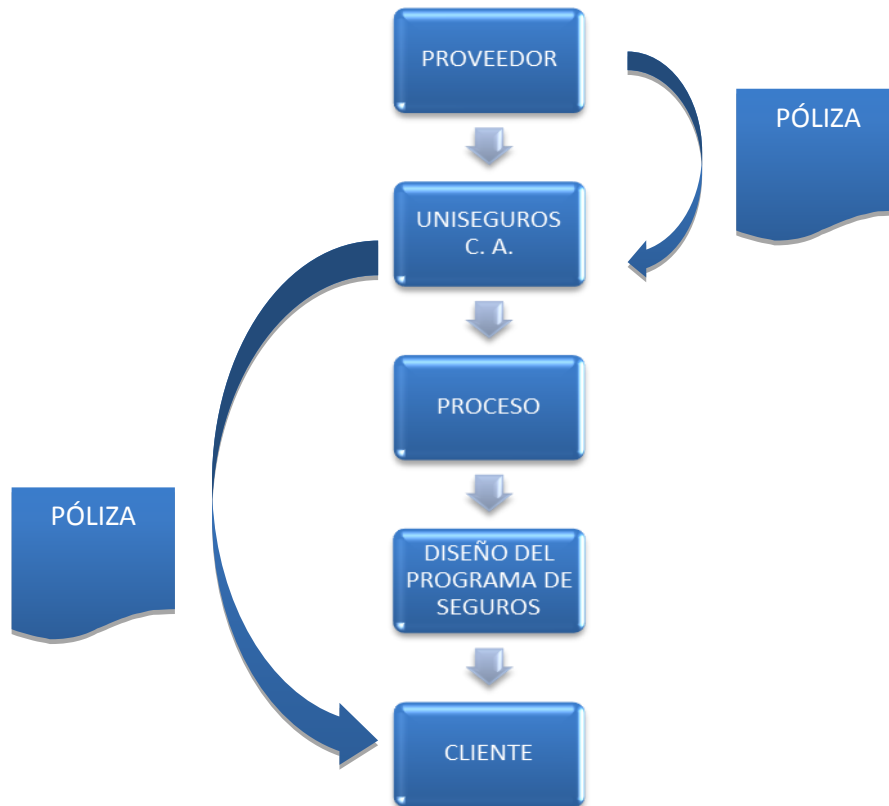 PROVEEDOR
PÓLIZA
UNISEGUROS
C. A.
PROCESO
PÓLIZA
DISEÑO DEL
PROGRAMA DE
SEGUROS
CLIENTE